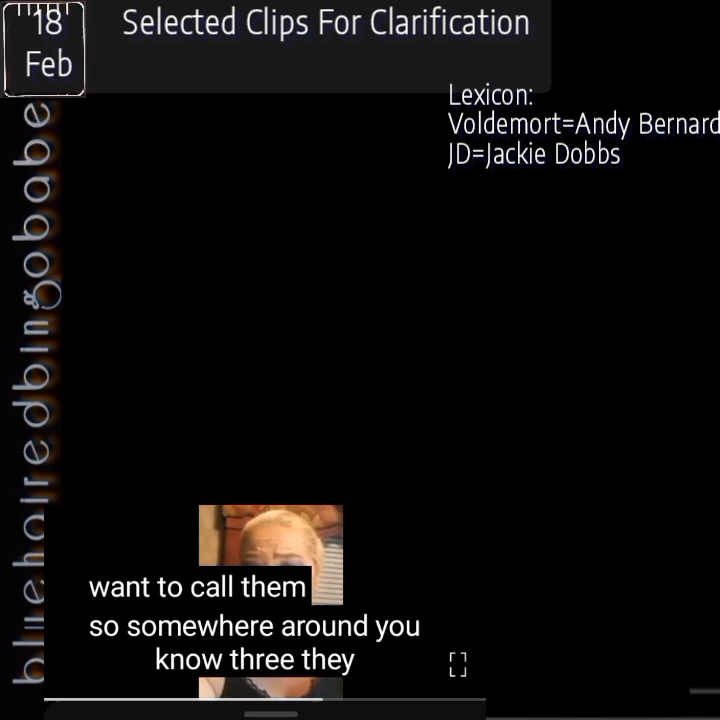 18
Feb
Selected Clips For Clarification
Lexicon:
Voldemort=Andy Bernard
JD=Jackie Dobbs
bluehairedbingobabe
want to call them
so somewhere around you
know three they